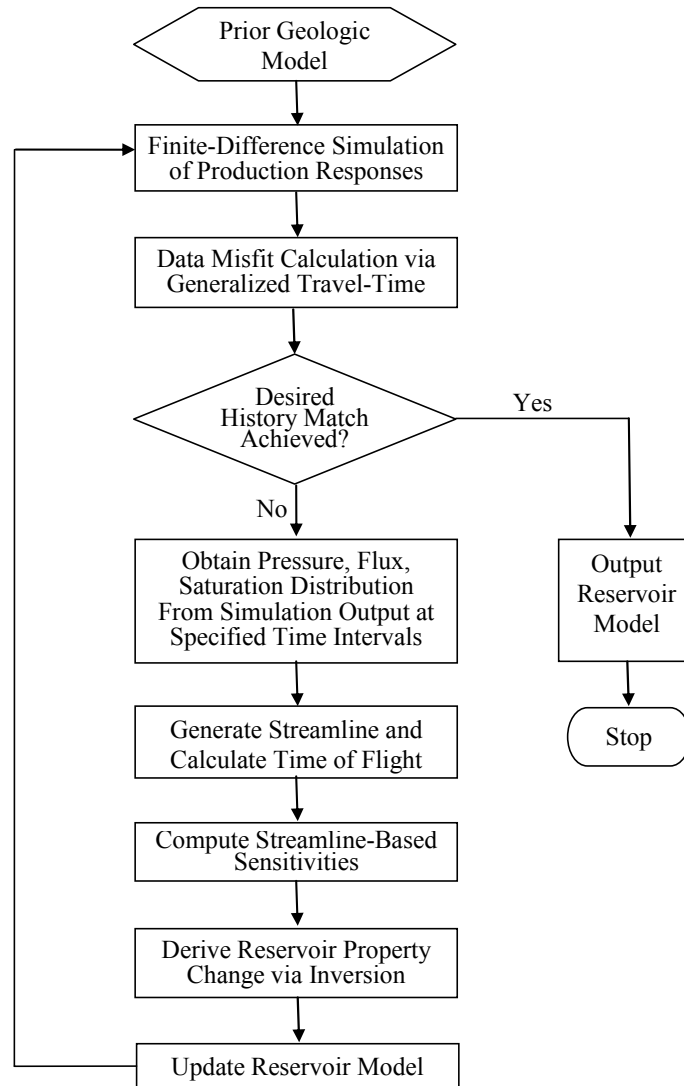 Prior Geologic
Model
Finite-Difference Simulation
of Production Responses
Data Misfit Calculation via
Generalized Travel-Time
Desired
History Match
Achieved?
Yes
No
Obtain Pressure, Flux,
Saturation Distribution
From Simulation Output at
Specified Time Intervals
Output
Reservoir
Model
Generate Streamline and
Calculate Time of Flight
Stop
Compute Streamline-Based
Sensitivities
Derive Reservoir Property
Change via Inversion
Update Reservoir Model